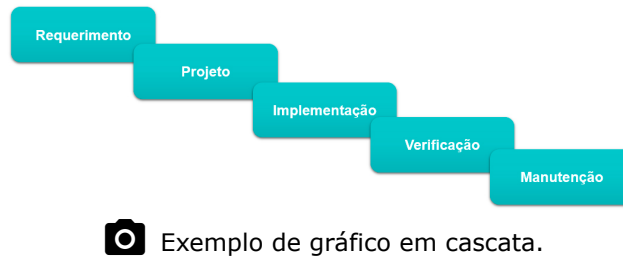 Requerimento
Projeto
Implementação
Verificação
Manutenção
Exemplo de gráfico em cascata.